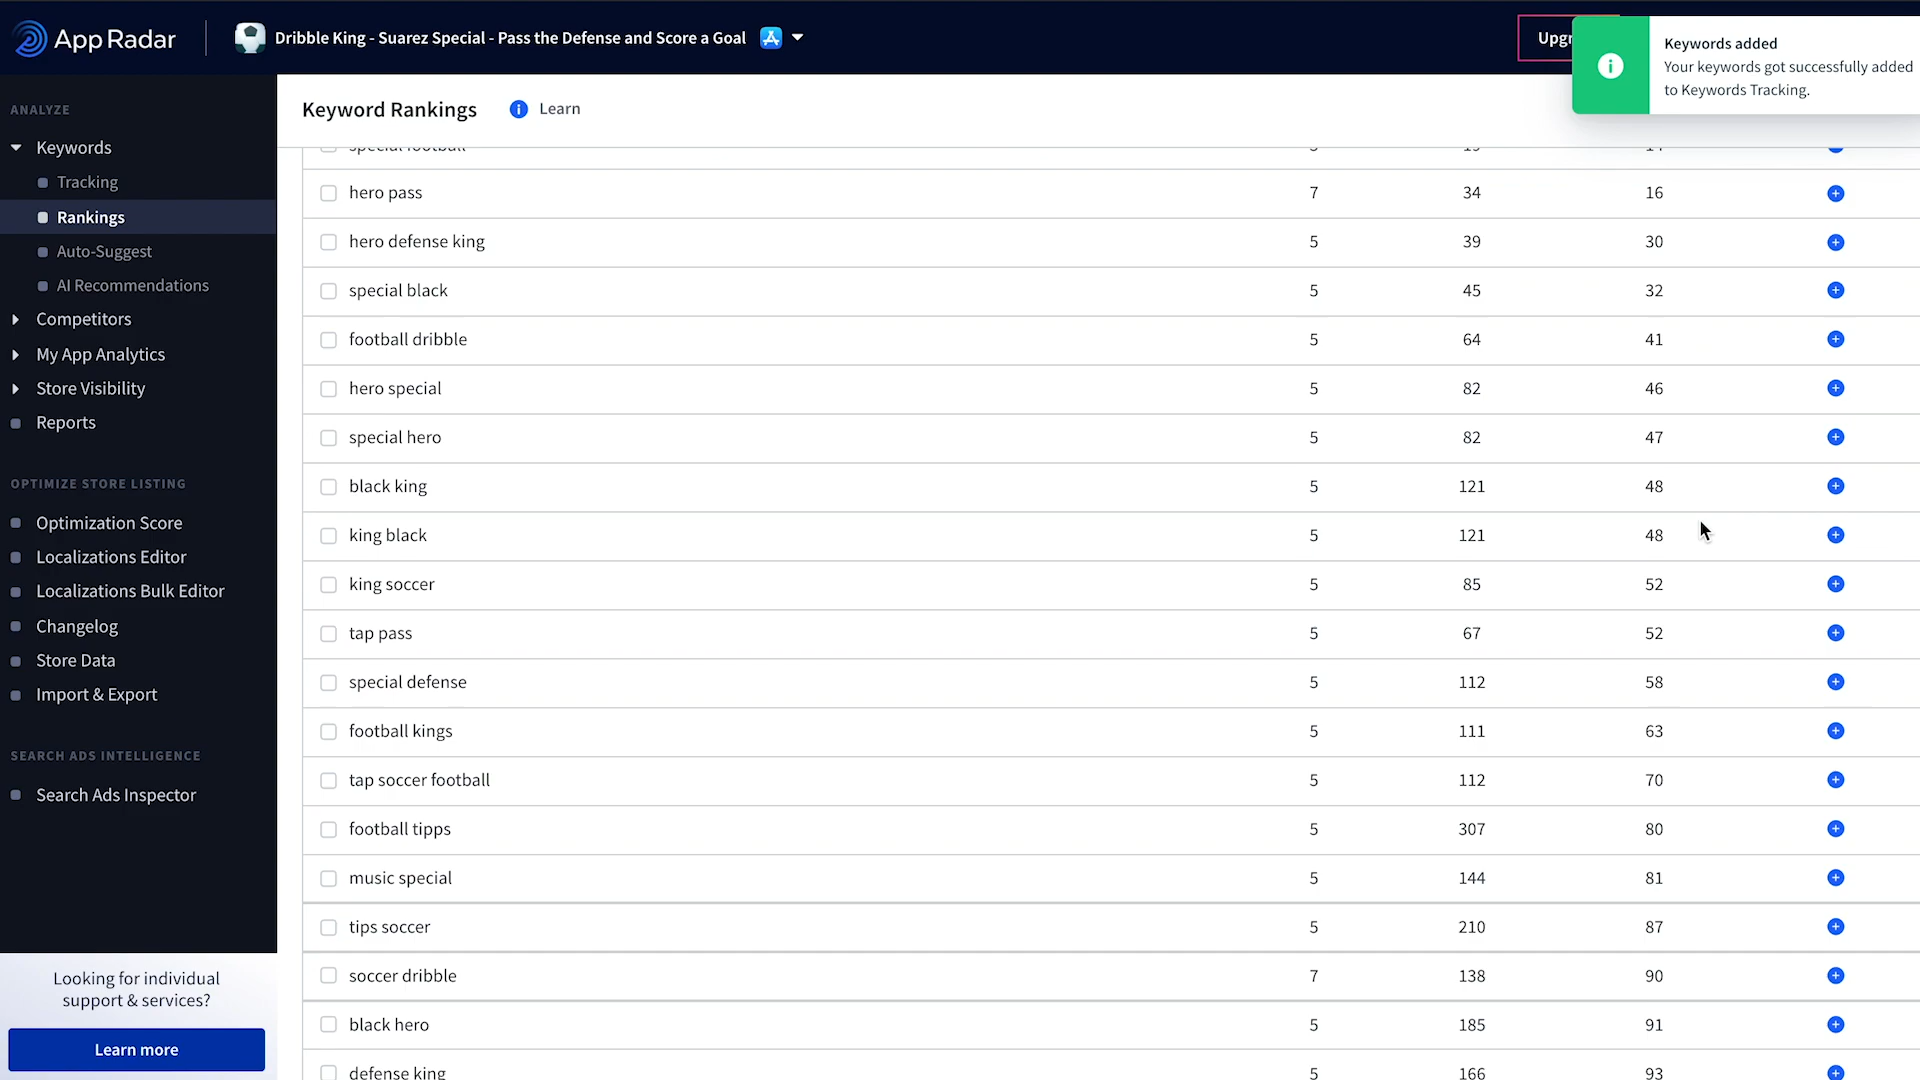 App Radar
Dribble King - Suarez Special - Pass the Defense and Score a Goal
Upgr
Keywords added
Your keywords got successfully added
to Keywords Tracking.
ANALYZE
Keywords
Tracking
Rankings
Auto-Suggest
AI Recommendations
Competitors
My App Analytics
Store Visibility
Reports
OPTIMIZE STORE LISTING
Optimization Score
Localizations Editor
Localizations Bulk Editor
Changelog
Store Data
Import & Export
SEARCH ADS INTELLIGENCE
Search Ads Inspector
Looking for individual
support & services?
Learn more
Keyword Rankings Learn
special football
hero pass 7 34 16
hero defense king 5 39 30
special black 5 45 32
football dribble 5 64 41
hero special 5 82 46
special hero 5 82 47
black king 5 121 48
king black 5 121 48
king soccer 5 85 52
tap pass 5 67 52
special defense 5 112 58
football kings 5 111 63
tap soccer football 5 112 70
football tipps 5 307 80
music special 5 144 81
tips soccer 5 210 87
soccer dribble 7 138 90
black hero 5 185 91
defense king 5 166 93